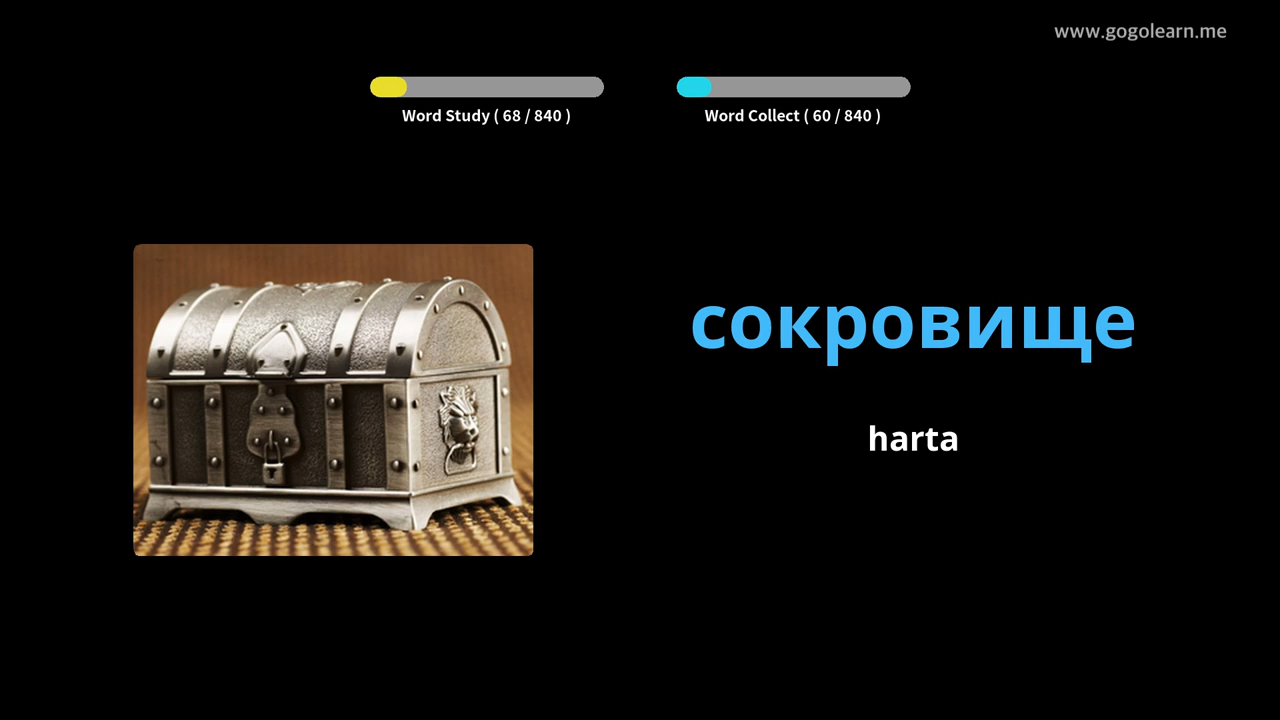 www.gogolearn.me
Word Study ( 68 / 840 )
Word Collect ( 60 / 840 )
сокровище
harta